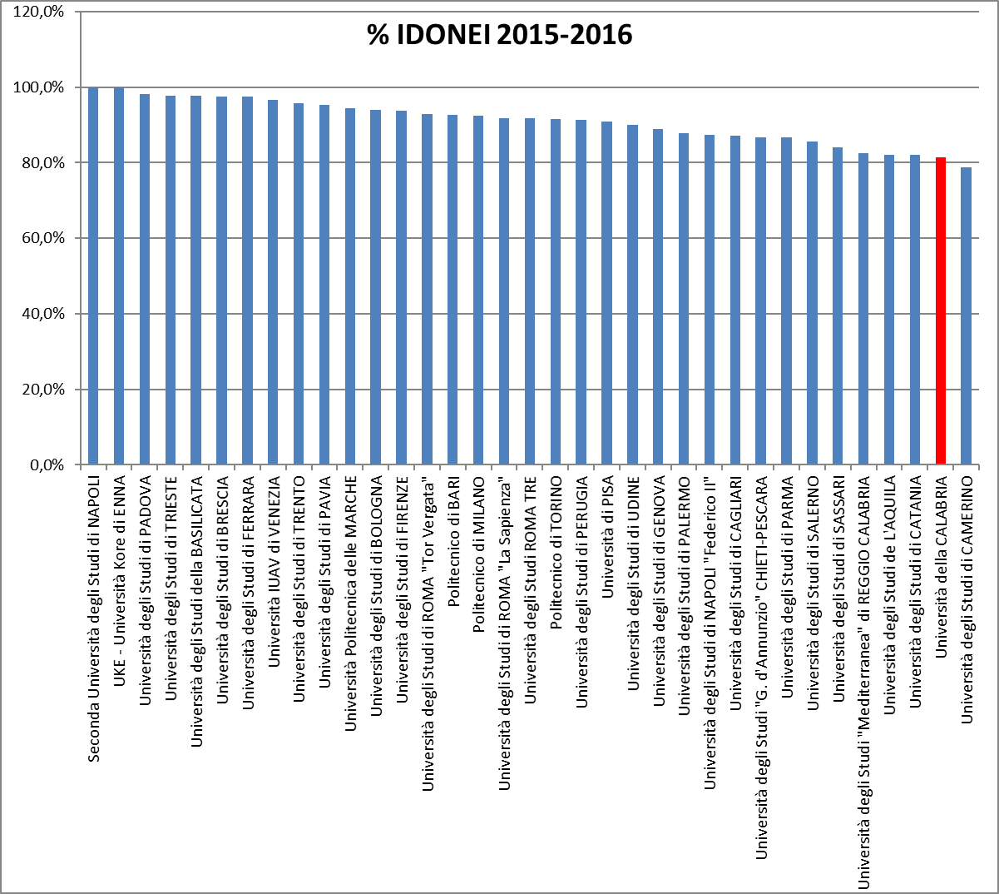 % IDONEI 2015-2016
120,0%
100,0%
80,0%
60,0%
40,0%
20,0%
0,0%
Seconda Università degli Studi di NAPOLI
UKE - Università Kore di ENNA
Università degli Studi di PADOVA
Università degli Studi di TRIESTE
Università degli Studi della BASILICATA
Università degli Studi di BRESCIA
Università degli Studi di FERRARA
Università IUAV di VENEZIA
Università degli Studi di TRENTO
Università degli Studi di PAVIA
Università Politecnica delle MARCHE
Università degli Studi di BOLOGNA
Università degli Studi di FIRENZE
Università degli Studi di ROMA "Tor Vergata"
Politecnico di BARI
Politecnico di MILANO
Università degli Studi di ROMA "La Sapienza"
Università degli Studi ROMA TRE
Politecnico di TORINO
Università degli Studi di PERUGIA
Università di PISA
Università degli Studi di UDINE
Università degli Studi di GENOVA
Università degli Studi di PALERMO
Università degli Studi di NAPOLI "Federico II"
Università degli Studi di CAGLIARI
Università degli Studi "G. d'Annunzio" CHIETI-PESCARA
Università degli Studi di PARMA
Università degli Studi di SALERNO
Università degli Studi di SASSARI
Università degli Studi "Mediterranea" di REGGIO CALABRIA
Università degli Studi de L'AQUILA
Università degli Studi di CATANIA
Università della CALABRIA
Università degli Studi di CAMERINO